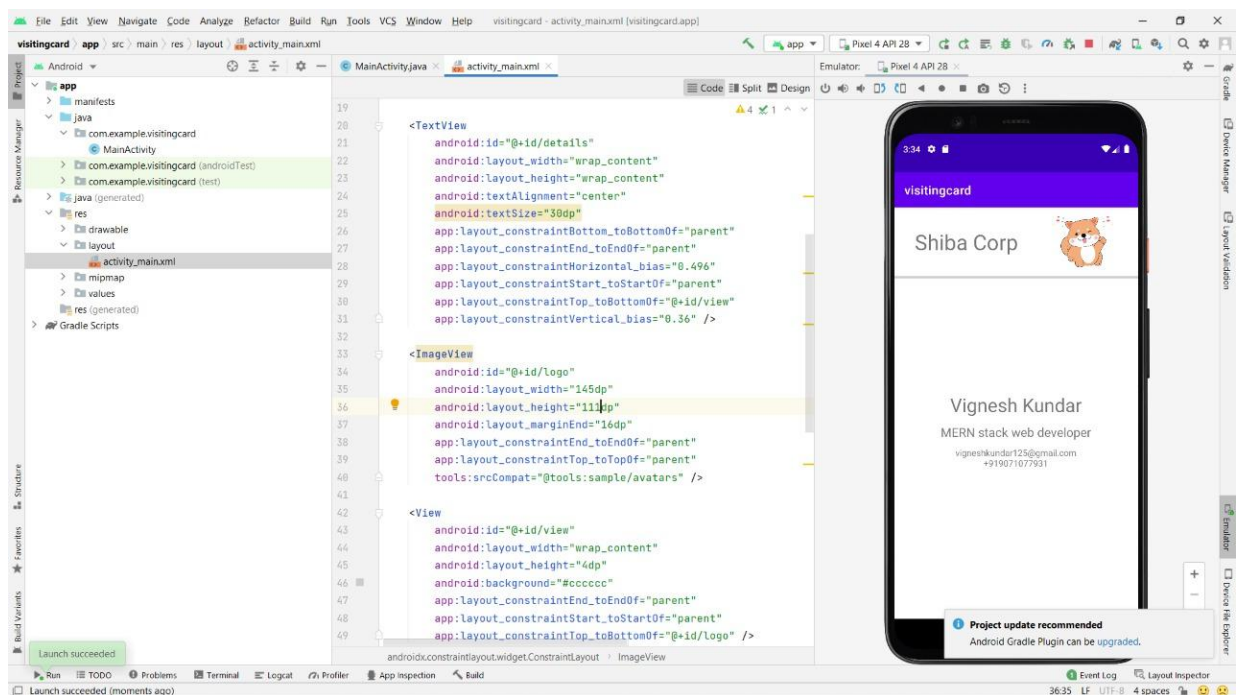 File Edit View Navigate Code Analyze Refactor Build Run Tools VCS Window Help visitingcard - activity_main.xml [visitingcard.app]
visitingcard app src main res layout activity_main.xml
app
Pixel 4 API 28
Android
MainActivity.java
activity_main.xml
Emulator: Pixel 4 API 28
Code Split Design
Project
Resource Manager
Structure
Favorites
Build Variants
app
manifests
java
com.example.visitingcard
MainActivity
com.example.visitingcard (androidTest)
com.example.visitingcard (test)
java (generated)
res
drawable
layout
activity_main.xml
mipmap
values
res (generated)
Gradle Scripts
4 1
19
20 <TextView
21 android:id="@+id/details"
22 android:layout_width="wrap_content"
23 android:layout_height="wrap_content"
24 android:textAlignment="center"
25 android:textSize="30dp"
26 app:layout_constraintBottom_toBottomOf="parent"
27 app:layout_constraintEnd_toEndOf="parent"
28 app:layout_constraintHorizontal_bias="0.496"
29 app:layout_constraintStart_toStartOf="parent"
30 app:layout_constraintTop_toBottomOf="@+id/view"
31 app:layout_constraintVertical_bias="0.36" />
32
33 <ImageView
34 android:id="@+id/logo"
35 android:layout_width="145dp"
36 android:layout_height="111dp"
37 android:layout_marginEnd="16dp"
38 app:layout_constraintEnd_toEndOf="parent"
39 app:layout_constraintTop_toTopOf="parent"
40 tools:srcCompat="@tools:sample/avatars" />
41
42 <View
43 android:id="@+id/view"
44 android:layout_width="wrap_content"
45 android:layout_height="4dp"
46 android:background="#cccccc"
47 app:layout_constraintEnd_toEndOf="parent"
48 app:layout_constraintStart_toStartOf="parent"
49 app:layout_constraintTop_toBottomOf="@+id/logo" />
androidx.constraintlayout.widget.ConstraintLayout ImageView
3:34
visitingcard
Shiba Corp
Vignesh Kundar
MERN stack web developer
vigneshkundar125@gmail.com
+919071077931
Gradle
Device Manager
Layout Validation
Emulator
Device File Explorer
Project update recommended
Android Gradle Plugin can be upgraded.
Launch succeeded
Run TODO Problems Terminal Logcat Profiler App Inspection Build
Event Log Layout Inspector
Launch succeeded (moments ago)
36:35 LF UTF-8 4 spaces